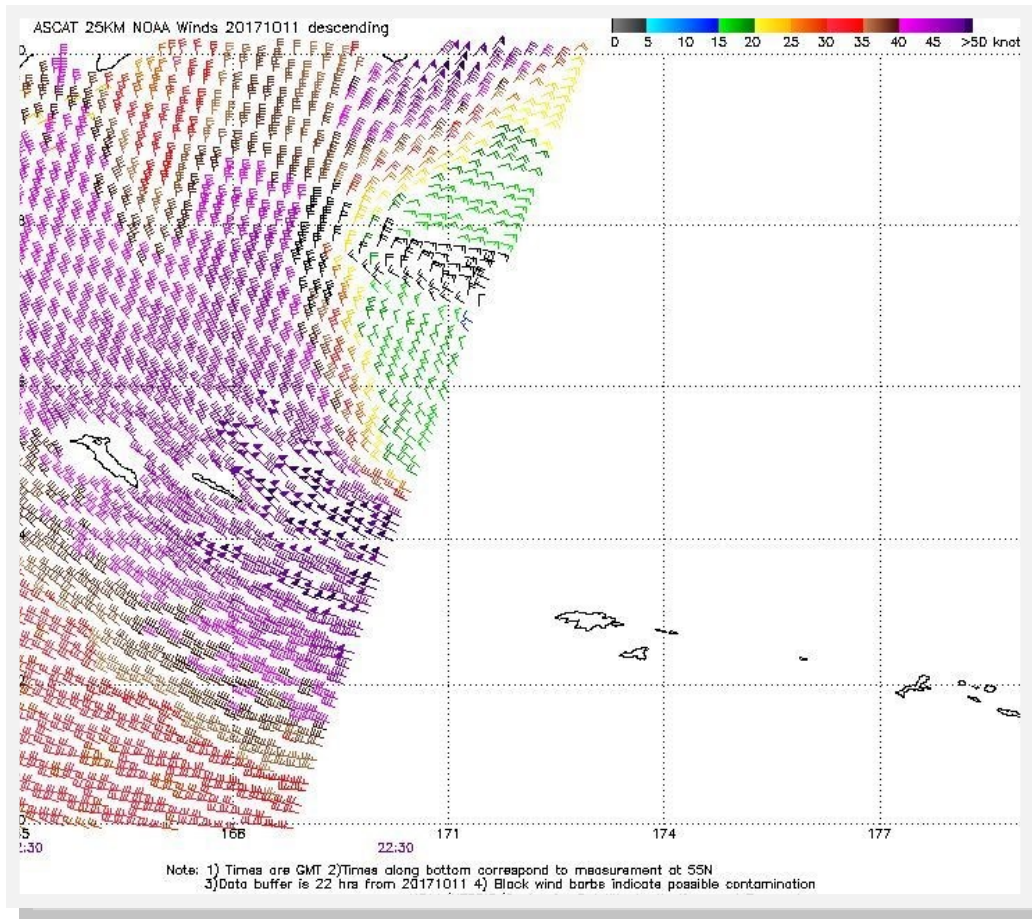 ASCAT 25KM NOAA Winds 20171011 descending
0 5 10 15 20 25 30 35 40 45 >50 knot
168 171 174 177
22:30
Note: 1) Times are GMT 2)Times along bottom correspond to measurement at 55N
3)Data buffer is 22 hrs from 20171011 4) Black wind barbs indicate possible contamination